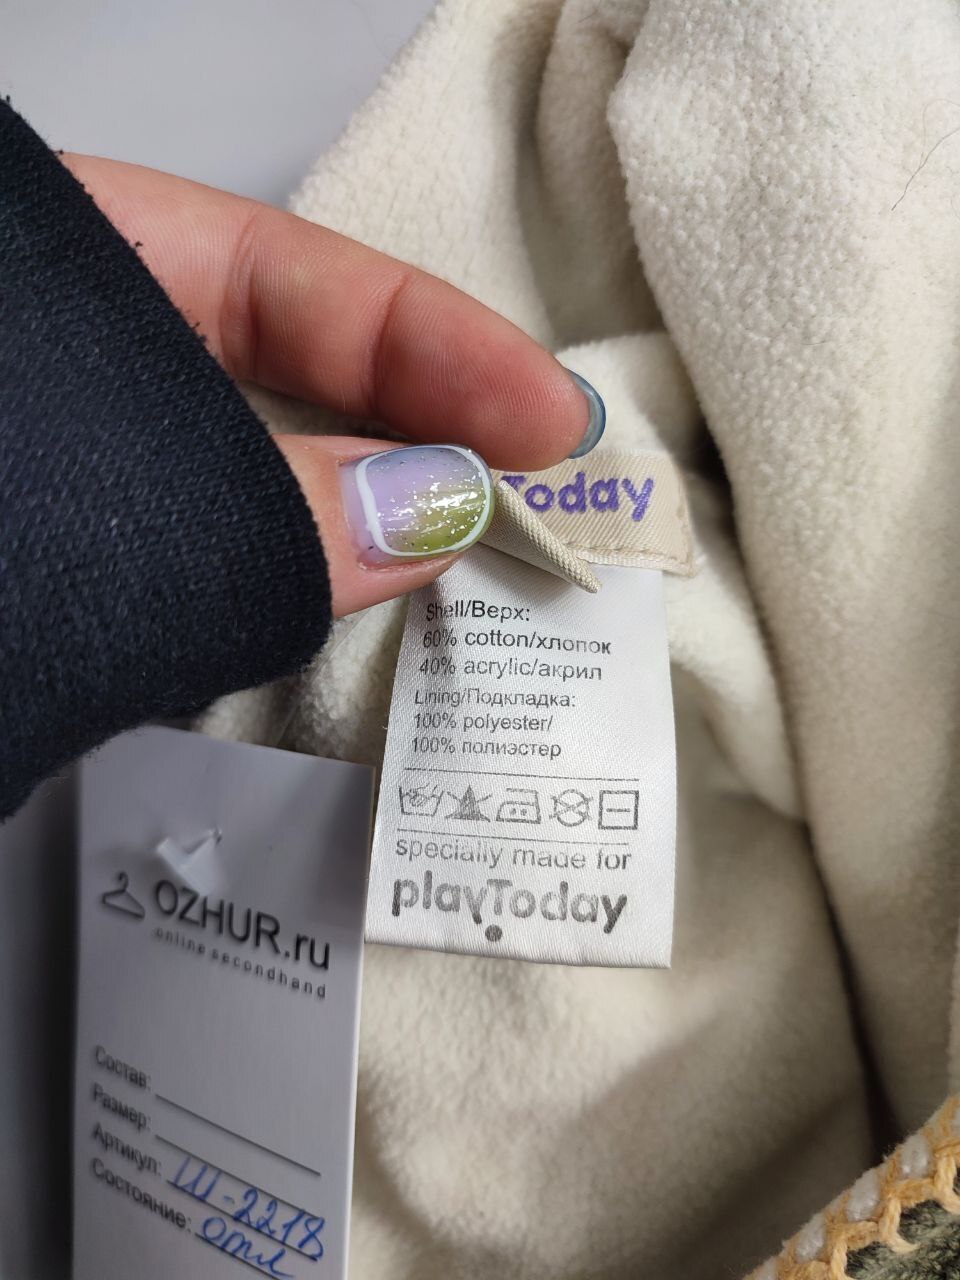 Today
Shell/Верх:
60% cotton/хлопок
40% acrylic/акрил
Lining/Подкладка:
100% polyester/
100% полиэстер
specially made for
playToday
OZHUR.ru
online secondhand
Состав:
Размер:
Артикул: Ш-2218
Состояние: отл